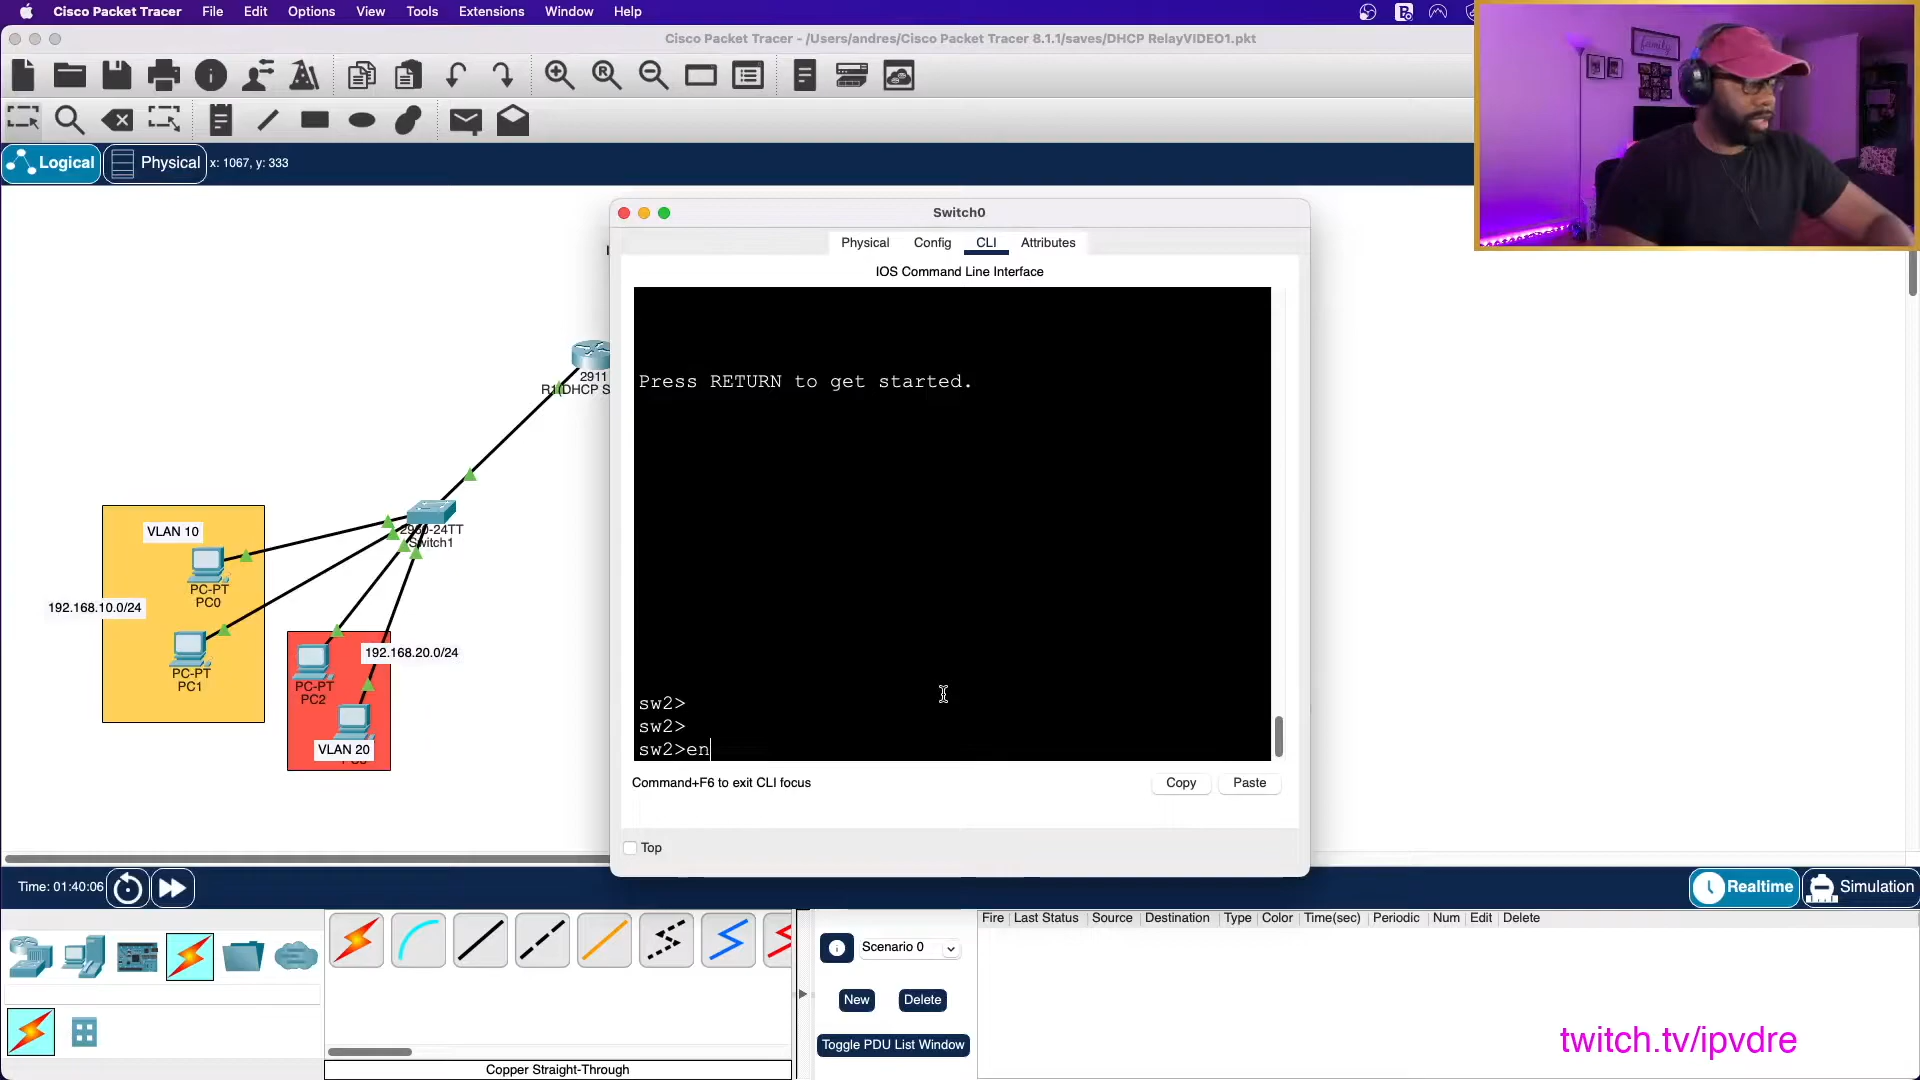 Cisco Packet Tracer File Edit Options View Tools Extensions Window Help
Cisco Packet Tracer - /Users/andres/Cisco Packet Tracer 8.1.1/saves/DHCP RelayVIDEO1.pkt
family
Logical Physical x: 1067, y: 333
Switch0
Physical Config CLI Attributes
IOS Command Line Interface
Press RETURN to get started.
sw2>
sw2>
sw2>en
Command+F6 to exit CLI focus
Copy Paste
Top
2911
R1(DHCP S
2960-24TT
Switch1
VLAN 10
PC-PT
PC0
192.168.10.0/24
PC-PT
PC1
192.168.20.0/24
PC-PT
PC2
VLAN 20
Time: 01:40:06
Realtime Simulation
Scenario 0
New Delete
Toggle PDU List Window
Fire Last Status Source Destination Type Color Time(sec) Periodic Num Edit Delete
Copper Straight-Through
twitch.tv/ipvdre